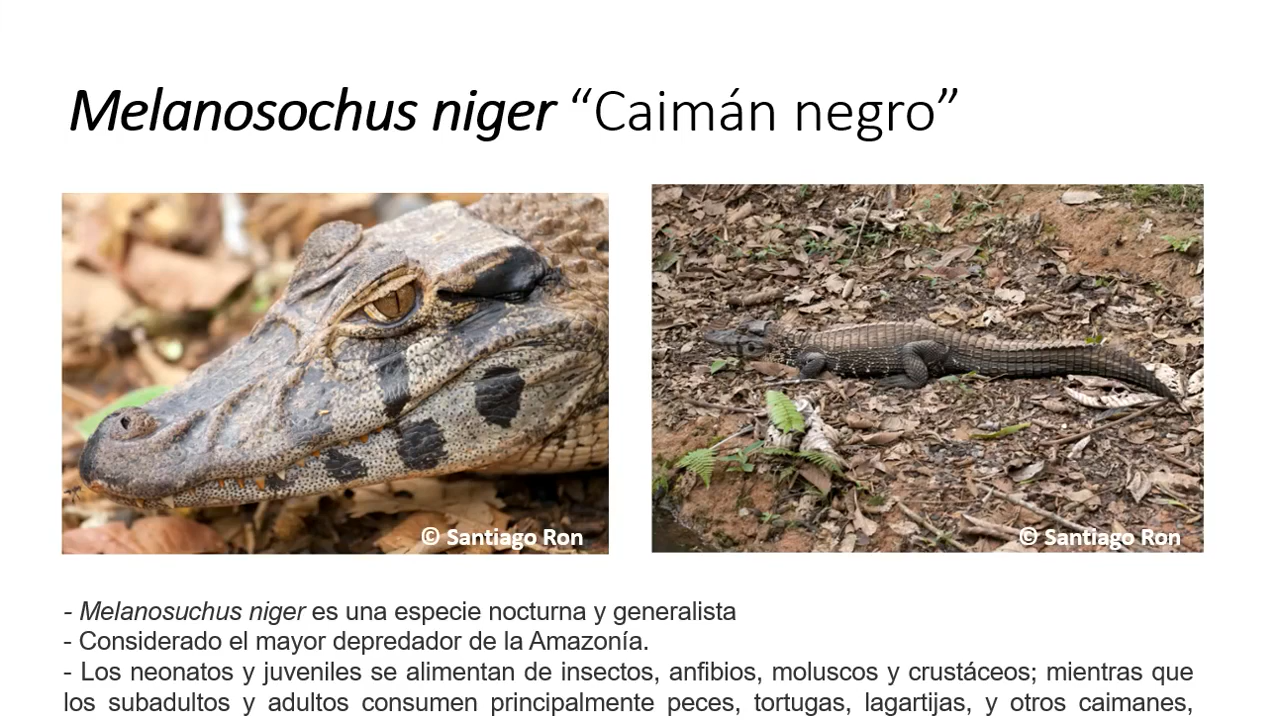 Melanosochus niger “Caimán negro”
© Santiago Ron
© Santiago Ron
- Melanosuchus niger es una especie nocturna y generalista
- Considerado el mayor depredador de la Amazonía.
- Los neonatos y juveniles se alimentan de insectos, anfibios, moluscos y crustáceos; mientras que
los subadultos y adultos consumen principalmente peces, tortugas, lagartijas, y otros caimanes,